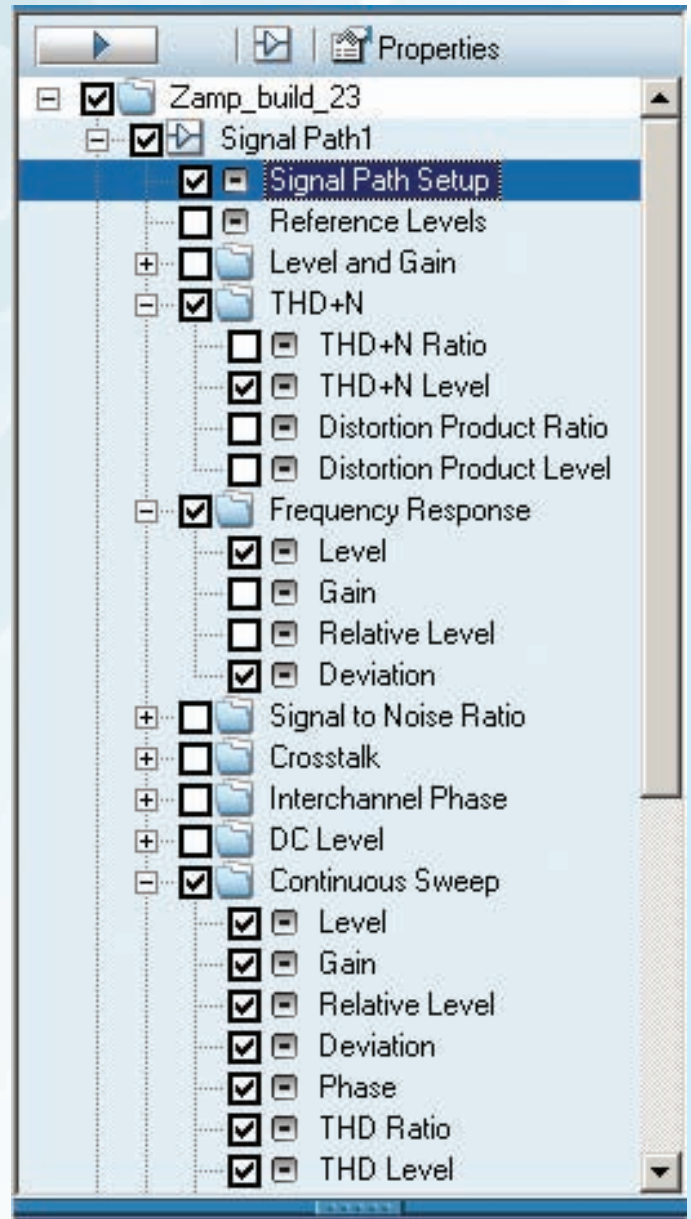 Properties
Zamp_build_23
Signal Path1
Signal Path Setup
Reference Levels
Level and Gain
THD+N
THD+N Ratio
THD+N Level
Distortion Product Ratio
Distortion Product Level
Frequency Response
Level
Gain
Relative Level
Deviation
Signal to Noise Ratio
Crosstalk
Interchannel Phase
DC Level
Continuous Sweep
Level
Gain
Relative Level
Deviation
Phase
THD Ratio
THD Level